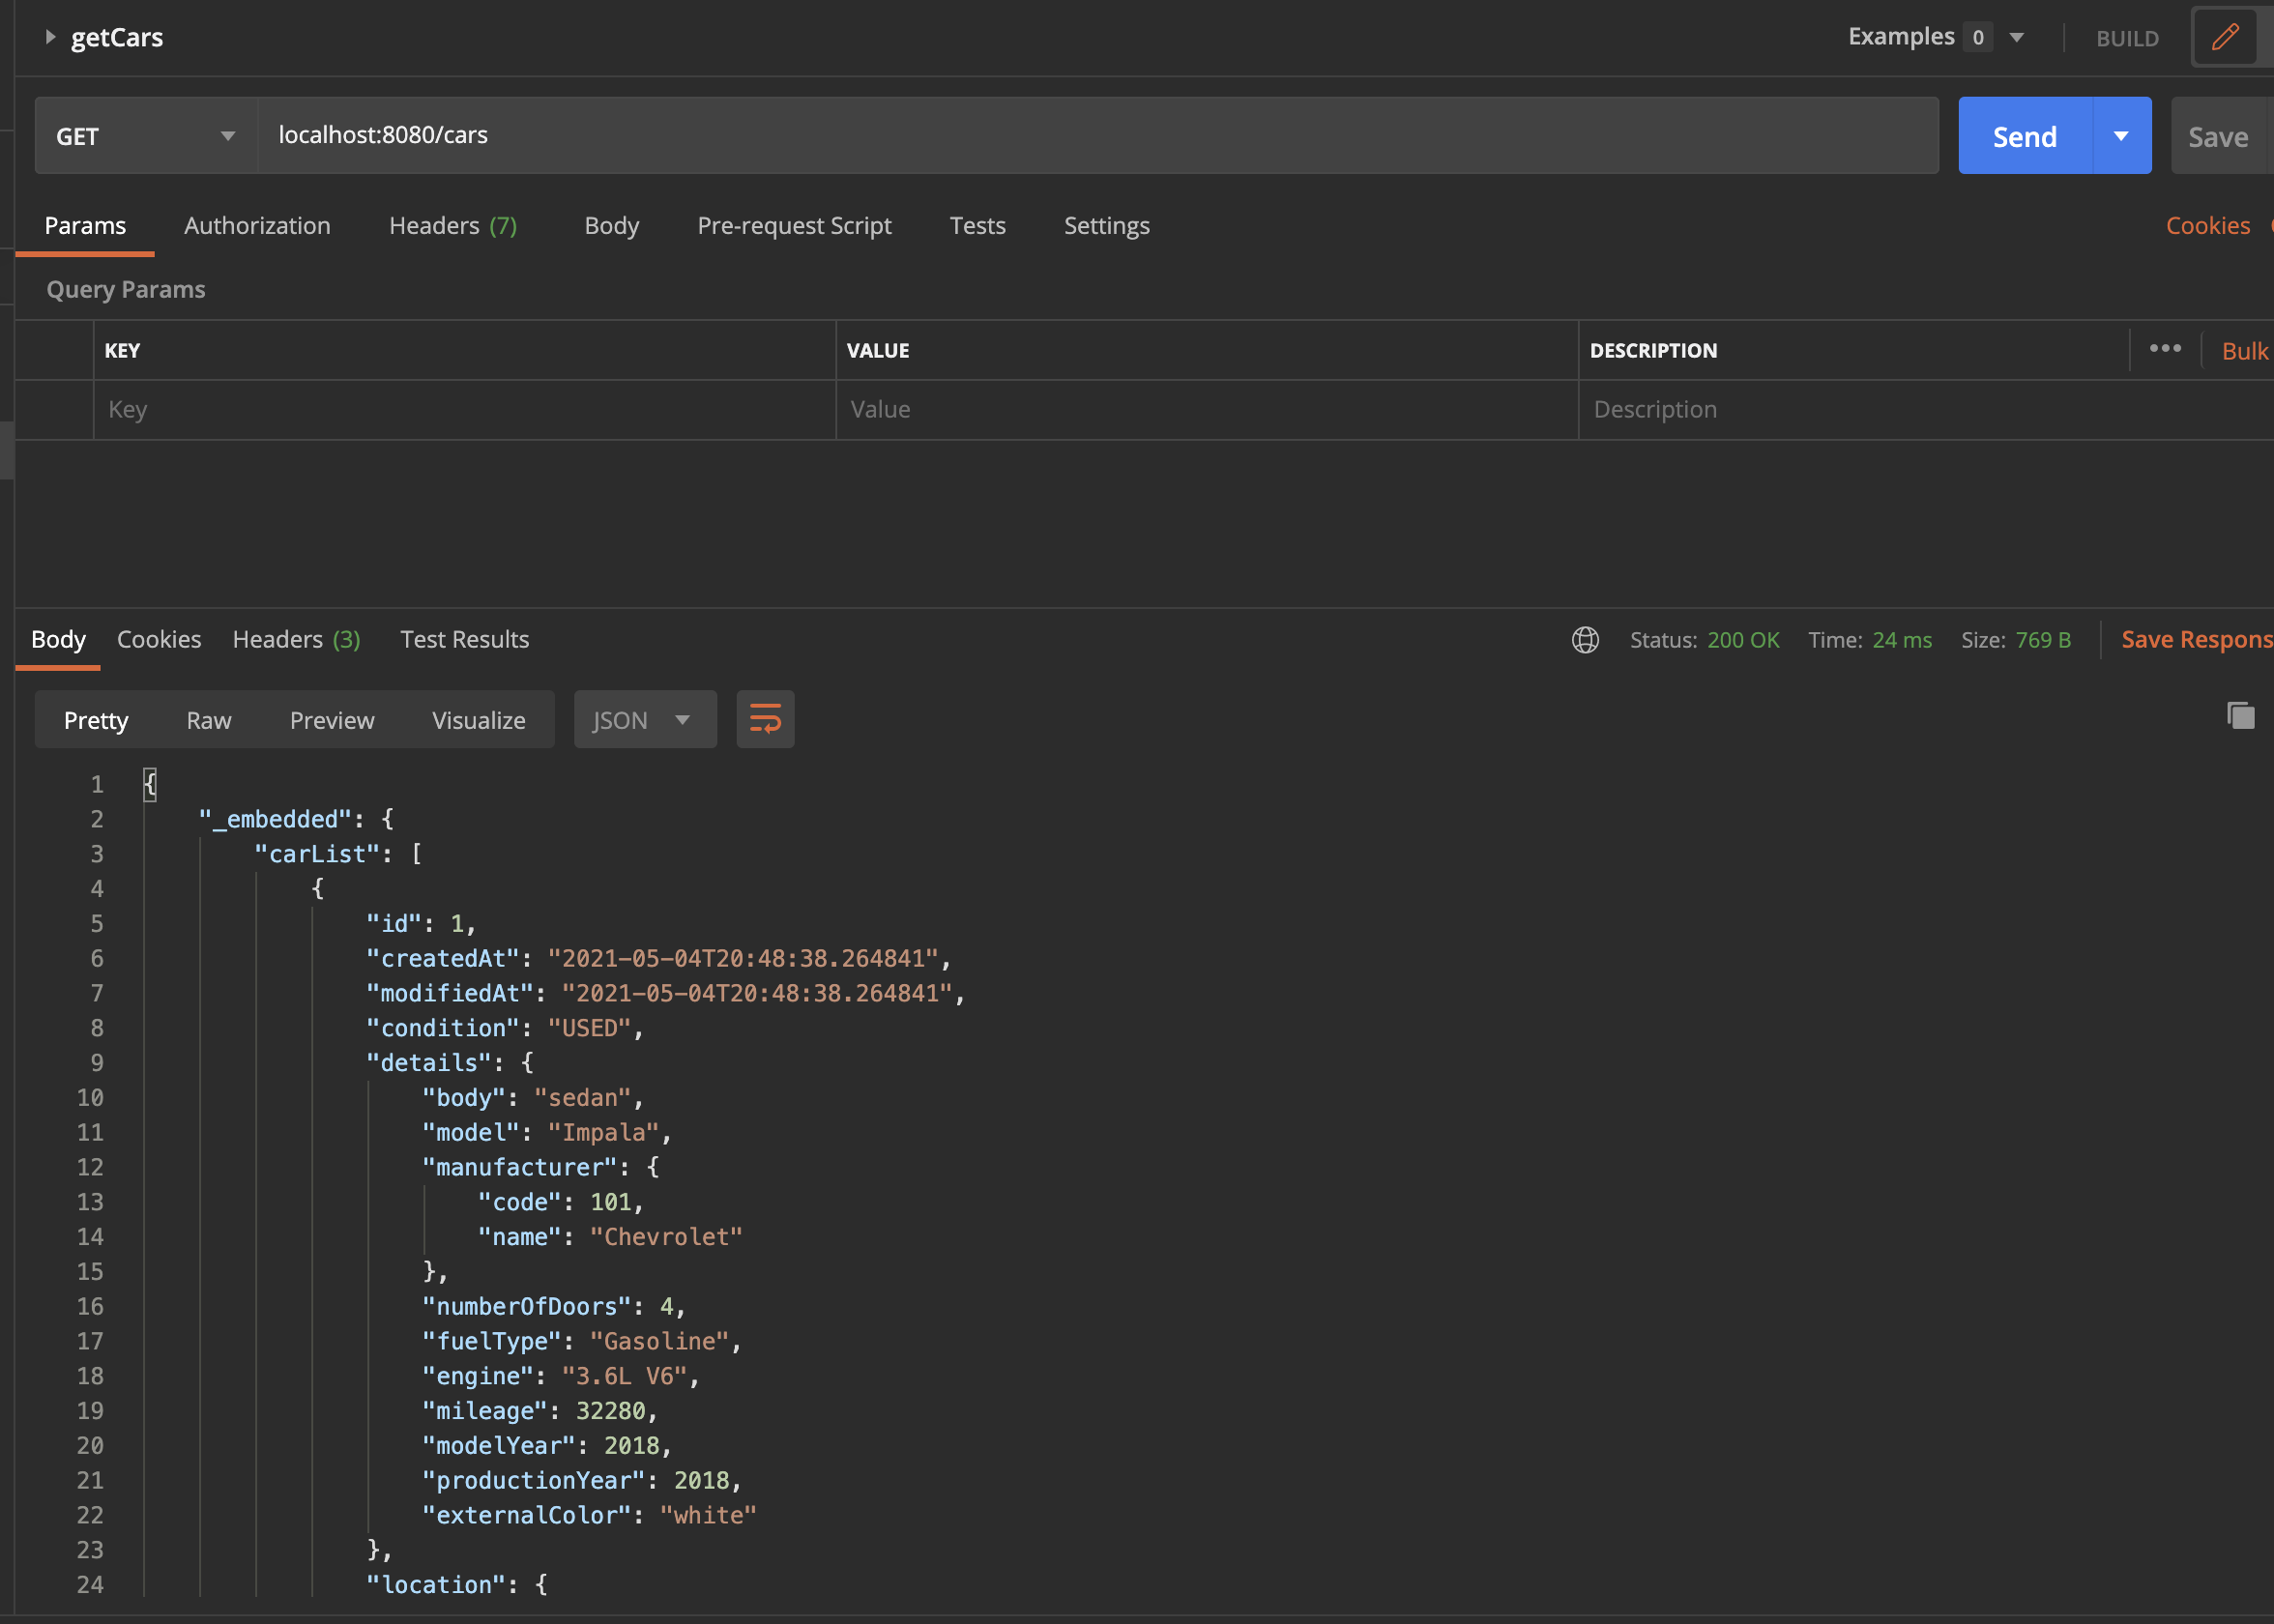 getCars Examples 0 BUILD
GET localhost:8080/cars Send Save
Params Authorization Headers (7) Body Pre-request Script Tests Settings Cookies
Query Params
KEY VALUE DESCRIPTION ••• Bulk
Key Value Description
Body Cookies Headers (3) Test Results Status: 200 OK Time: 24 ms Size: 769 B Save Respons
Pretty Raw Preview Visualize JSON
1 {
2 "_embedded": {
3 "carList": [
4 {
5 "id": 1,
6 "createdAt": "2021-05-04T20:48:38.264841",
7 "modifiedAt": "2021-05-04T20:48:38.264841",
8 "condition": "USED",
9 "details": {
10 "body": "sedan",
11 "model": "Impala",
12 "manufacturer": {
13 "code": 101,
14 "name": "Chevrolet"
15 },
16 "numberOfDoors": 4,
17 "fuelType": "Gasoline",
18 "engine": "3.6L V6",
19 "mileage": 32280,
20 "modelYear": 2018,
21 "productionYear": 2018,
22 "externalColor": "white"
23 },
24 "location": {